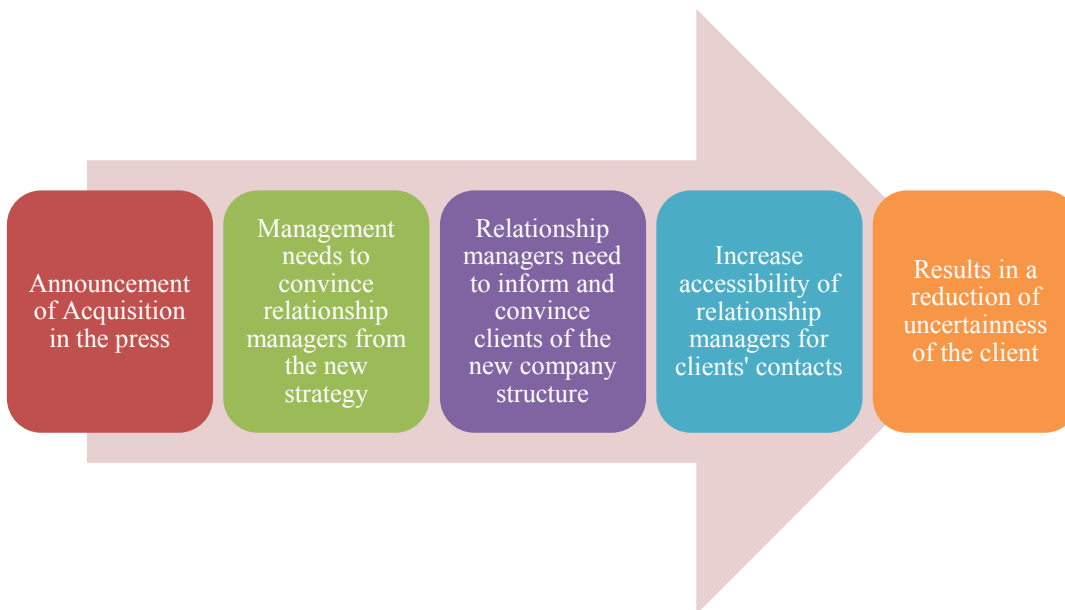 Announcement
of Acquisition
in the press
Management
needs to
convince
relationship
managers from
the new
strategy
Relationship
managers need
to inform and
convince
clients of the
new company
structure
Increase
accessibility of
relationship
managers for
clients' contacts
Results in a
reduction of
uncertainness
of the client